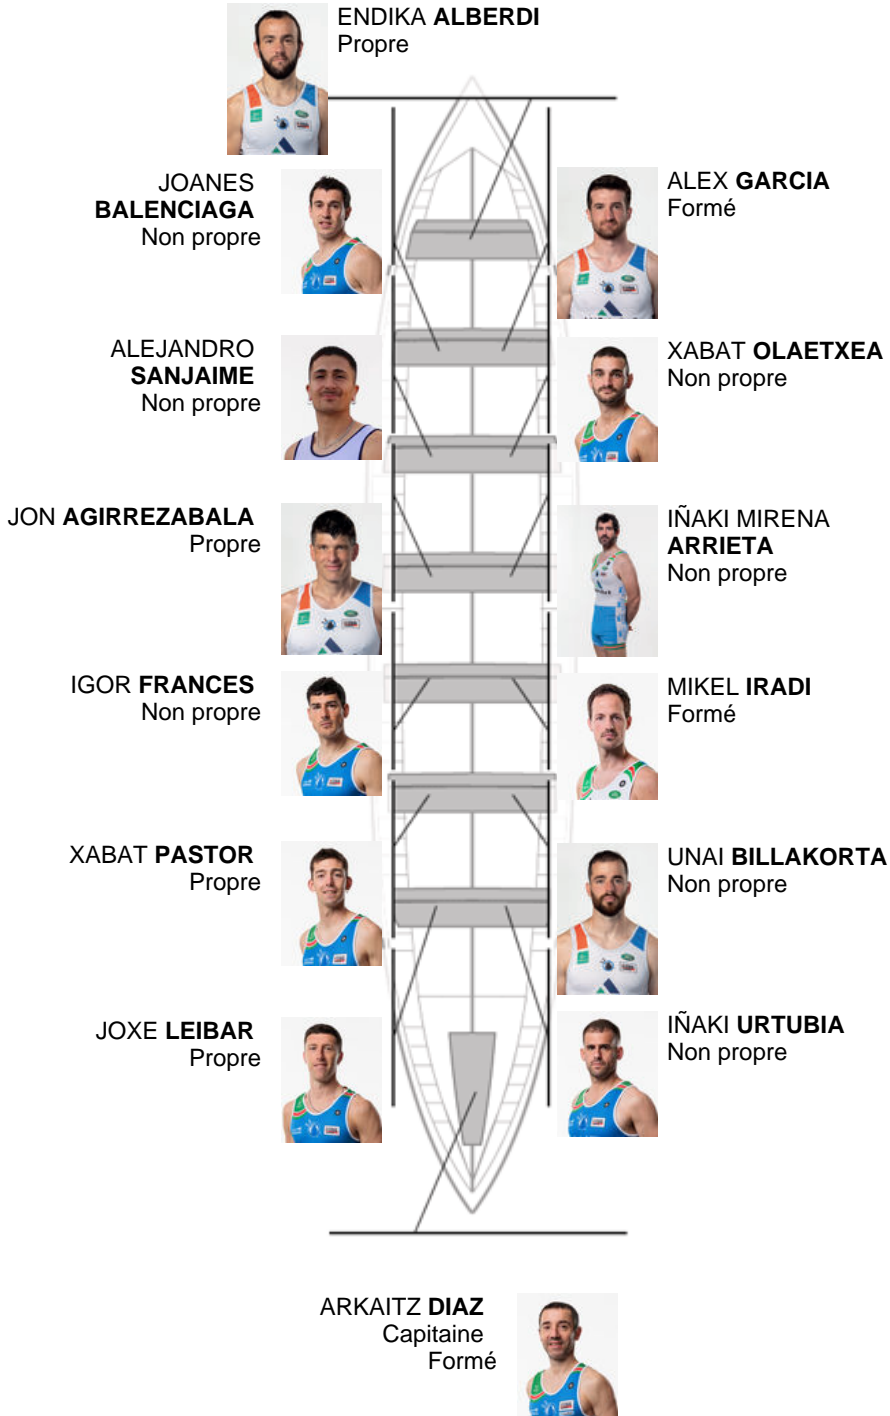 ENDIKA ALBERDI
Propre
JOANES
BALENCIAGA
Non propre
ALEX GARCIA
Formé
ALEJANDRO
SANJAIME
Non propre
XABAT OLAETXEA
Non propre
JON AGIRREZABALA
Propre
IÑAKI MIRENA
ARRIETA
Non propre
IGOR FRANCES
Non propre
MIKEL IRADI
Formé
XABAT PASTOR
Propre
UNAI BILLAKORTA
Non propre
JOXE LEIBAR
Propre
IÑAKI URTUBIA
Non propre
ARKAITZ DIAZ
Capitaine
Formé